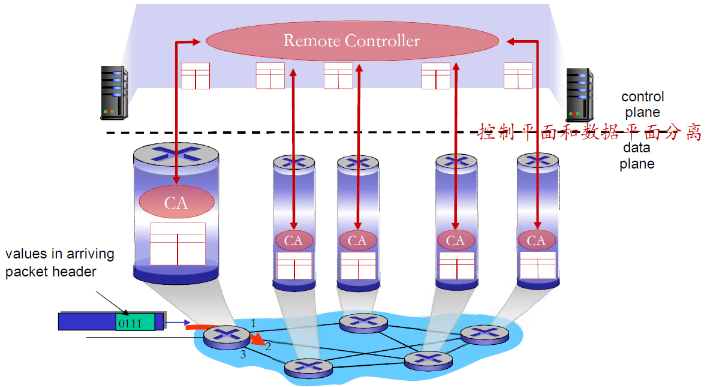 Remote Controller
control
plane
控制平面和数据平面分离
data
plane
CA
CA
CA
CA
CA
values in arriving
packet header
0111
1
2
3